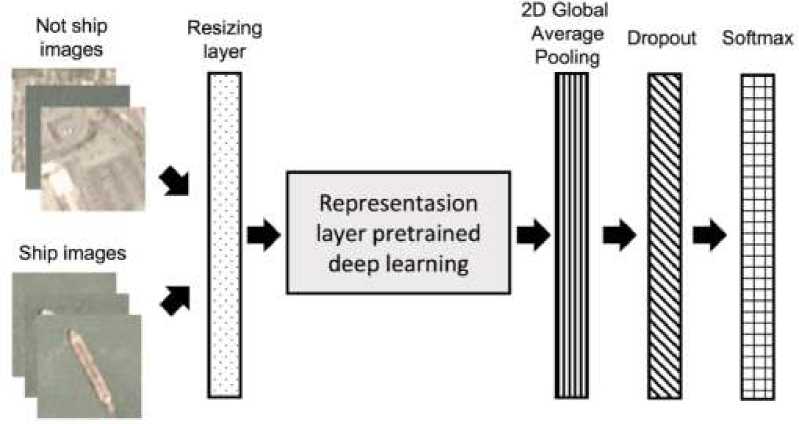 Not ship
images
Resizing
layer
2D Global
Average
Pooling
Dropout
Softmax
Representasion
layer pretrained
deep learning
Ship images